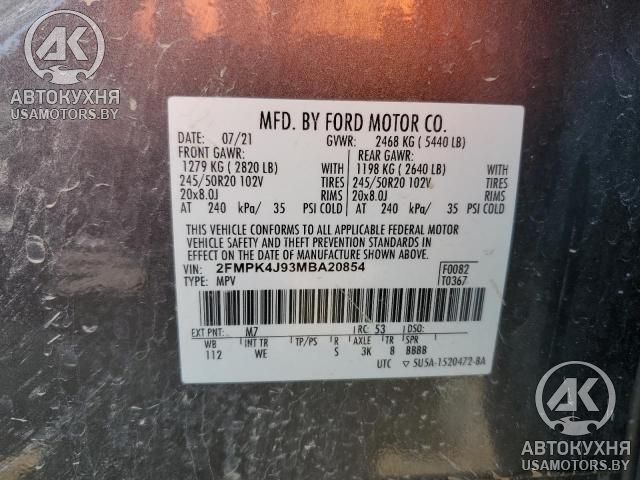 АК
АВТОКУХНЯ
USAMOTORS.BY
MFD. BY FORD MOTOR CO.
DATE: 07/21 GVWR: 2468 KG ( 5440 LB)
FRONT GAWR: REAR GAWR:
1279 KG ( 2820 LB) WITH 1198 KG ( 2640 LB) WITH
245/50R20 102V TIRES 245/50R20 102V TIRES
20x8.0J RIMS 20x8.0J RIMS
AT 240 kPa/ 35 PSI COLD AT 240 kPa/ 35 PSI COLD
THIS VEHICLE CONFORMS TO ALL APPLICABLE FEDERAL MOTOR
VEHICLE SAFETY AND THEFT PREVENTION STANDARDS IN
EFFECT ON THE DATE OF MANUFACTURE SHOWN ABOVE.
VIN: 2FMPK4J93MBA20854 F0082
TYPE: MPV T0367
EXT PNT: M7 RC: 53 DSO:
WB INT TR TP/PS R AXLE TR SPR
112 WE S 3K 8 BBBB
UTC ▽ 5U5A-1520472-BA
АК
АВТОКУХНЯ
USAMOTORS.BY